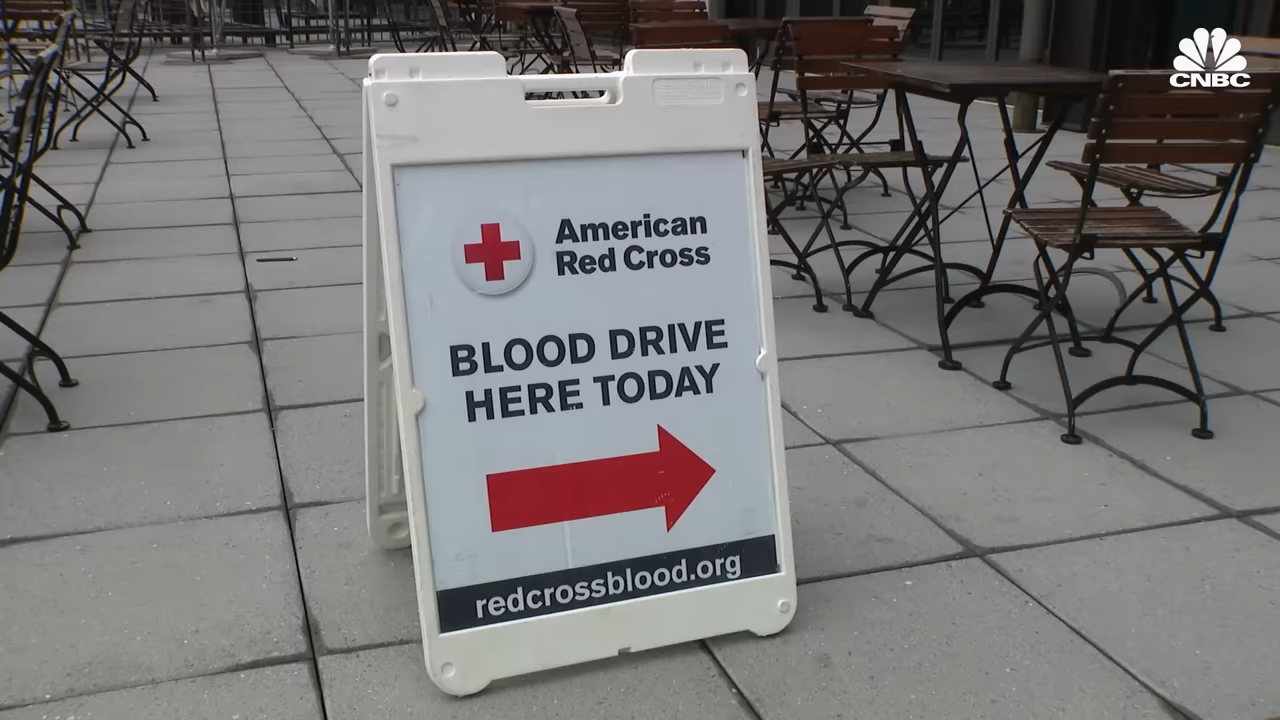 CNBC
American
Red Cross
BLOOD DRIVE
HERE TODAY
redcrossblood.org